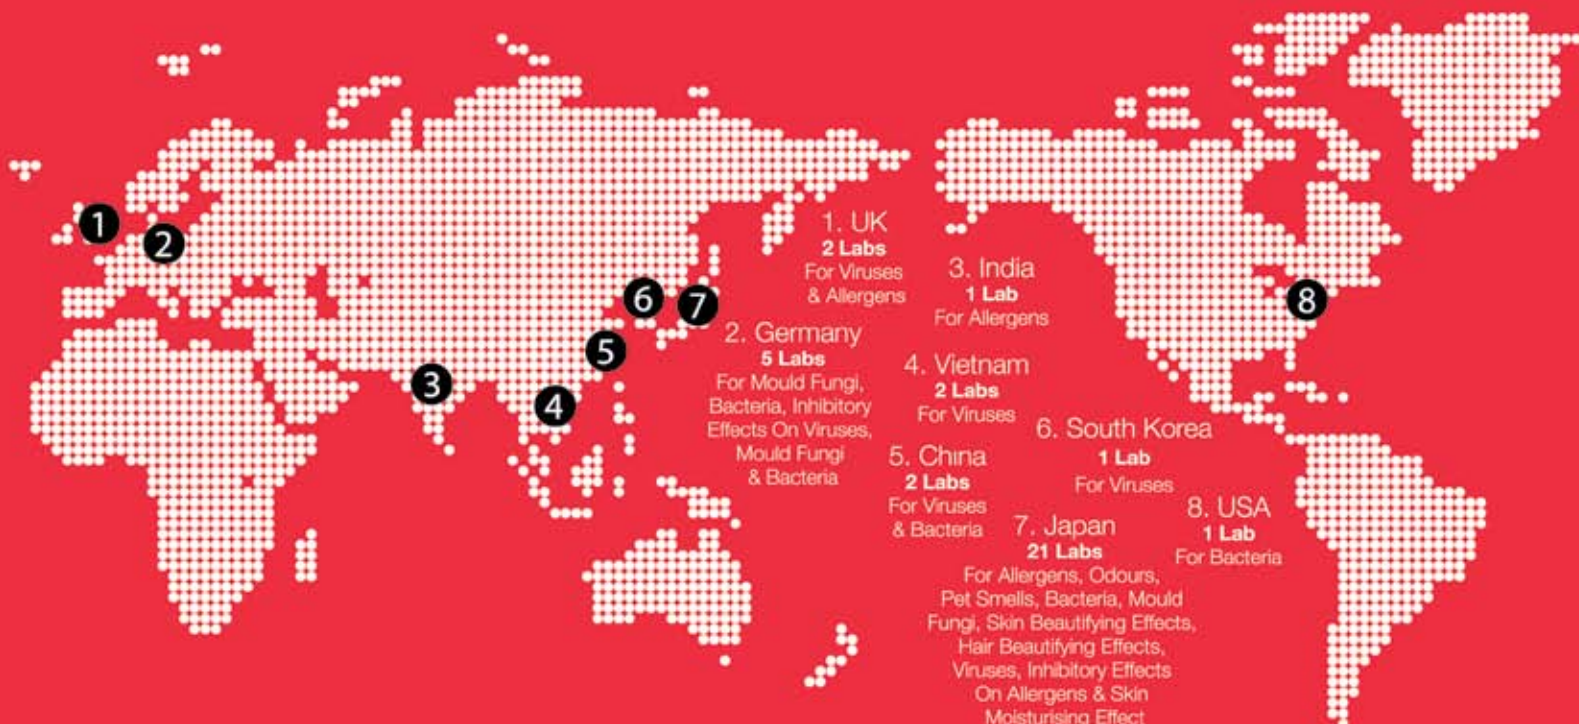 1
2
3
4
5
6
7
8
1. UK
2 Labs
For Viruses
& Allergens
2. Germany
5 Labs
For Mould Fungi,
Bacteria, Inhibitory
Effects On Viruses,
Mould Fungi
& Bacteria
3. India
1 Lab
For Allergens
4. Vietnam
2 Labs
For Viruses
5. China
2 Labs
For Viruses
& Bacteria
6. South Korea
1 Lab
For Viruses
7. Japan
21 Labs
For Allergens, Odours,
Pet Smells, Bacteria, Mould
Fungi, Skin Beautifying Effects,
Hair Beautifying Effects,
Viruses, Inhibitory Effects
On Allergens & Skin
Moisturising Effect
8. USA
1 Lab
For Bacteria